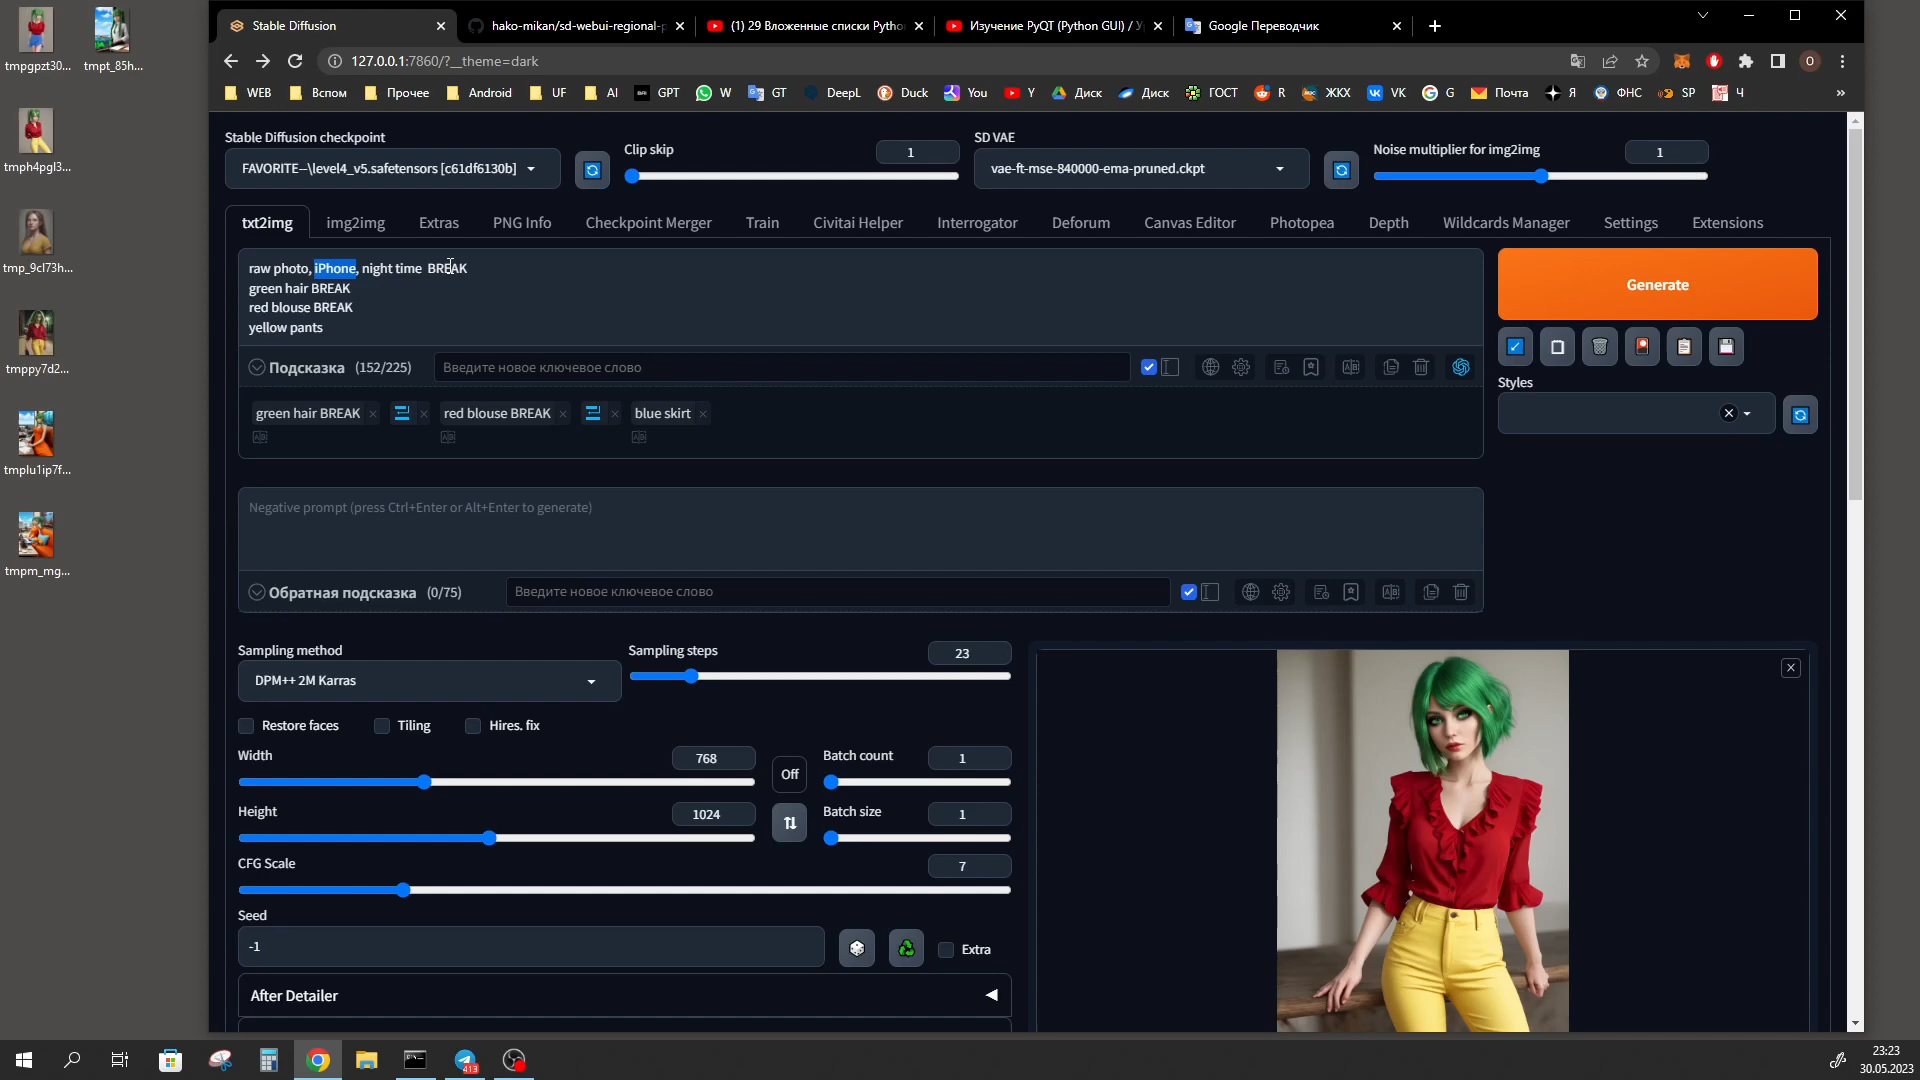 tmpgpzt30...
tmpt_85h...
tmph4pgl3...
tmp_9cl73h...
tmppy7d2...
tmplu1ip7f...
tmpm_mg...
Stable Diffusion
hako-mikan/sd-webui-regional-p
(1) 29 Вложенные списки Pytho
Изучение PyQT (Python GUI) / У
Google Переводчик
127.0.0.1:7860/?__theme=dark
O
WEB
Вспом
Прочее
Android
UF
AI
GPT
W
GT
DeepL
Duck
You
Y
Диск
Диск
ГОСТ
R
ЖКХ
VK
G
Почта
Я
ФНС
SP
Ч
»
Stable Diffusion checkpoint
FAVORITE--\level4_v5.safetensors [c61df6130b]
Clip skip
1
SD VAE
vae-ft-mse-840000-ema-pruned.ckpt
Noise multiplier for img2img
1
txt2img
img2img
Extras
PNG Info
Checkpoint Merger
Train
Civitai Helper
Interrogator
Deforum
Canvas Editor
Photopea
Depth
Wildcards Manager
Settings
Extensions
raw photo, iPhone, night time  BREAK
green hair BREAK
red blouse BREAK
yellow pants
Generate
Подсказка (152/225)
Введите новое ключевое слово
Styles
green hair BREAK
red blouse BREAK
blue skirt
Negative prompt (press Ctrl+Enter or Alt+Enter to generate)
Обратная подсказка (0/75)
Введите новое ключевое слово
Sampling method
DPM++ 2M Karras
Sampling steps
23
Restore faces
Tiling
Hires. fix
Width
768
Off
Batch count
1
Height
1024
Batch size
1
CFG Scale
7
Seed
-1
Extra
After Detailer
413
23:23
30.05.2023